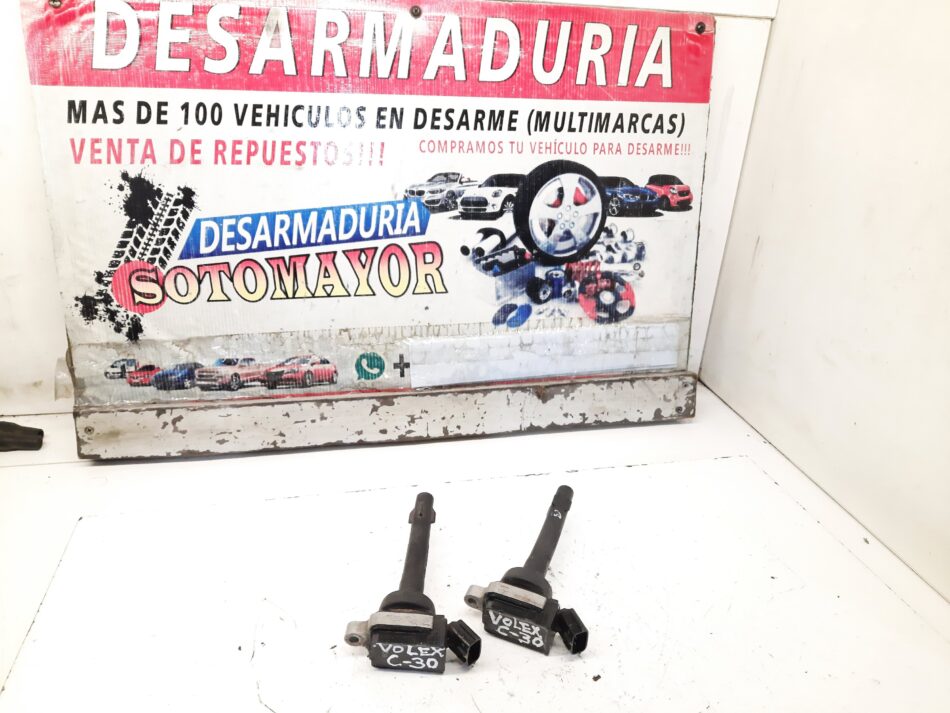 DESARMADURIA
MAS DE 100 VEHICULOS EN DESARME (MULTIMARCAS)
VENTA DE REPUESTOS!!!
COMPRAMOS TU VEHÍCULO PARA DESARME!!!
DESARMADURIA
SOTOMAYOR
+
VOLEX
C-30
VOLEX
C-30